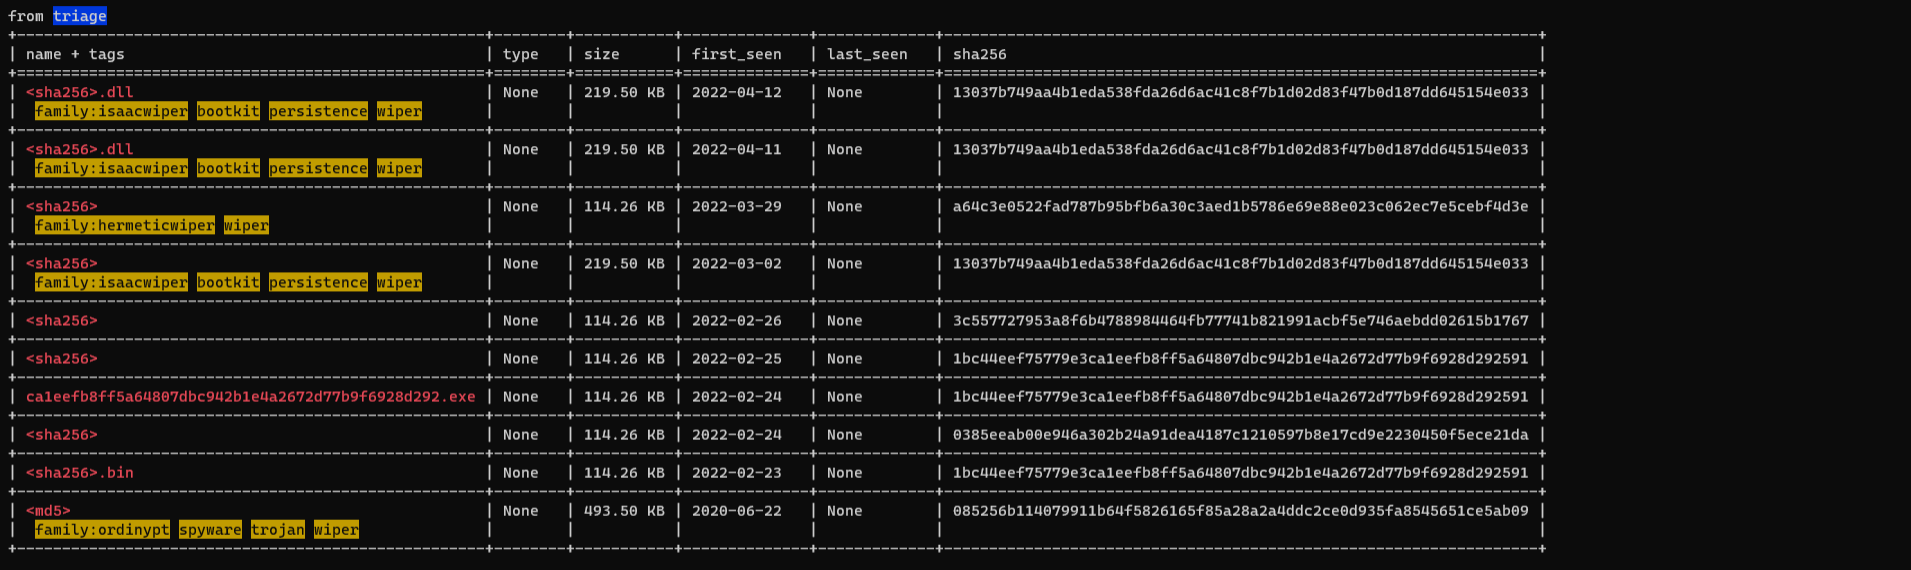 from triage
name + tags | type | size | first_seen | last_seen | sha256
<sha256>.dll | None | 219.50 KB | 2022-04-12 | None | 13037b749aa4b1eda538fda26d6ac41c8f7b1d02d83f47b0d187dd645154e033
family:isaacwiper bootkit persistence wiper
<sha256>.dll | None | 219.50 KB | 2022-04-11 | None | 13037b749aa4b1eda538fda26d6ac41c8f7b1d02d83f47b0d187dd645154e033
family:isaacwiper bootkit persistence wiper
<sha256> | None | 114.26 KB | 2022-03-29 | None | a64c3e0522fad787b95bfb6a30c3aed1b5786e69e88e023c062ec7e5cebf4d3e
family:hermeticwiper wiper
<sha256> | None | 219.50 KB | 2022-03-02 | None | 13037b749aa4b1eda538fda26d6ac41c8f7b1d02d83f47b0d187dd645154e033
family:isaacwiper bootkit persistence wiper
<sha256> | None | 114.26 KB | 2022-02-26 | None | 3c557727953a8f6b4788984464fb77741b821991acbf5e746aebdd02615b1767
<sha256> | None | 114.26 KB | 2022-02-25 | None | 1bc44eef75779e3ca1eefb8ff5a64807dbc942b1e4a2672d77b9f6928d292591
ca1eefb8ff5a64807dbc942b1e4a2672d77b9f6928d292.exe | None | 114.26 KB | 2022-02-24 | None | 1bc44eef75779e3ca1eefb8ff5a64807dbc942b1e4a2672d77b9f6928d292591
<sha256> | None | 114.26 KB | 2022-02-24 | None | 0385eeab00e946a302b24a91dea4187c1210597b8e17cd9e2230450f5ece21da
<sha256>.bin | None | 114.26 KB | 2022-02-23 | None | 1bc44eef75779e3ca1eefb8ff5a64807dbc942b1e4a2672d77b9f6928d292591
<md5> | None | 493.50 KB | 2020-06-22 | None | 085256b114079911b64f5826165f85a28a2a4ddc2ce0d935fa8545651ce5ab09
family:ordinypt spyware trojan wiper